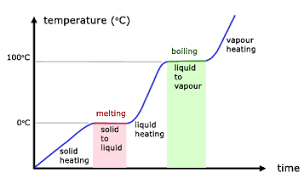 temperature (°C)
vapour
heating
boiling
100°C
liquid
to
vapour
melting
0°C
solid
to
liquid
liquid
heating
solid
heating
time